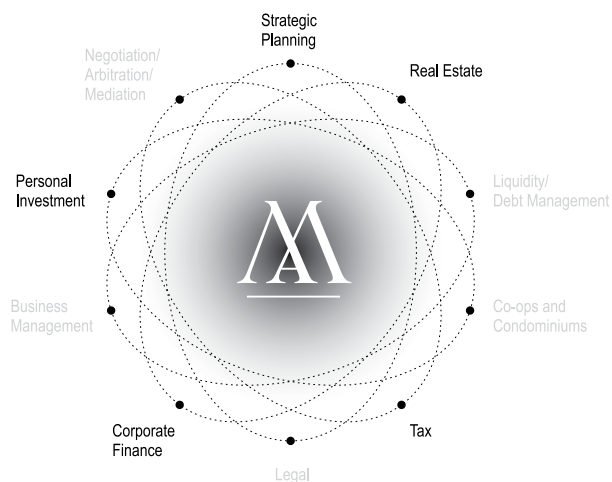 Strategic
Planning
Negotiation/
Arbitration/
Mediation
Real Estate
Personal
Investment
Liquidity/
Debt Management
MA
Business
Management
Co-ops and
Condominiums
Corporate
Finance
Tax
Legal